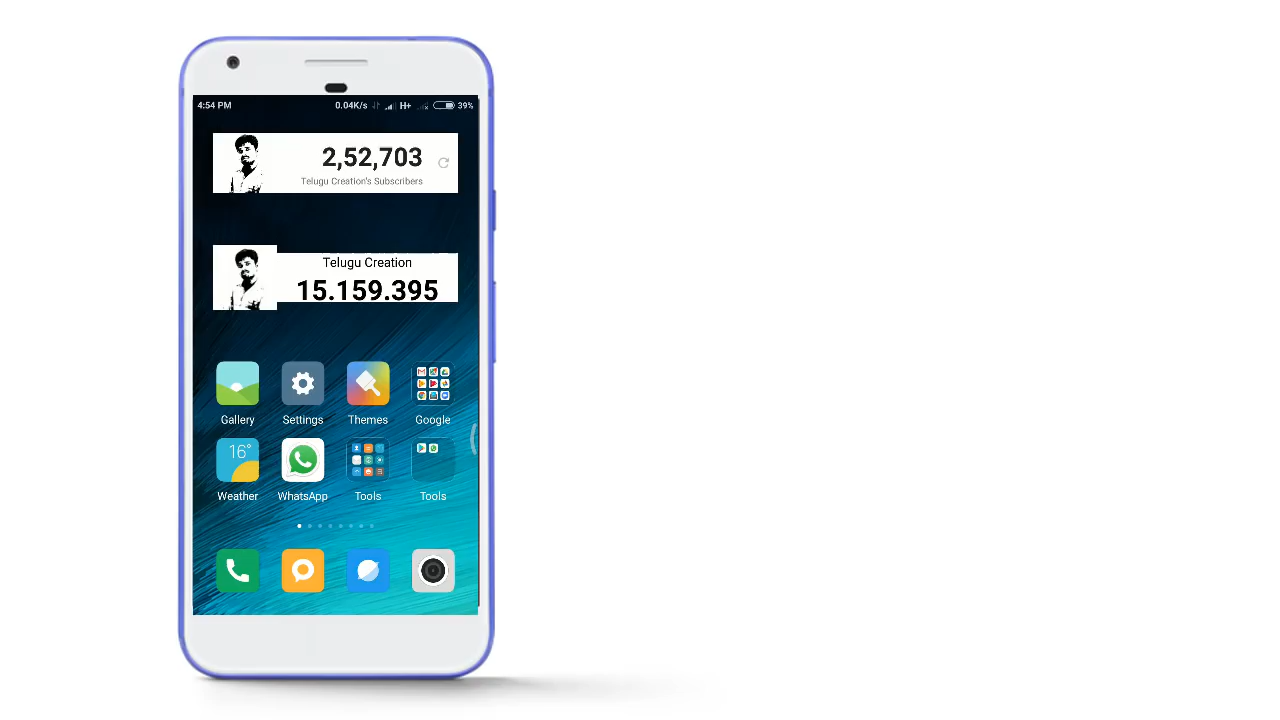 4:54 PM 0.04K/s H+ 39%
2,52,703
Telugu Creation's Subscribers
Telugu Creation
15.159.395
Gallery Settings Themes Google
16°
Weather WhatsApp Tools Tools